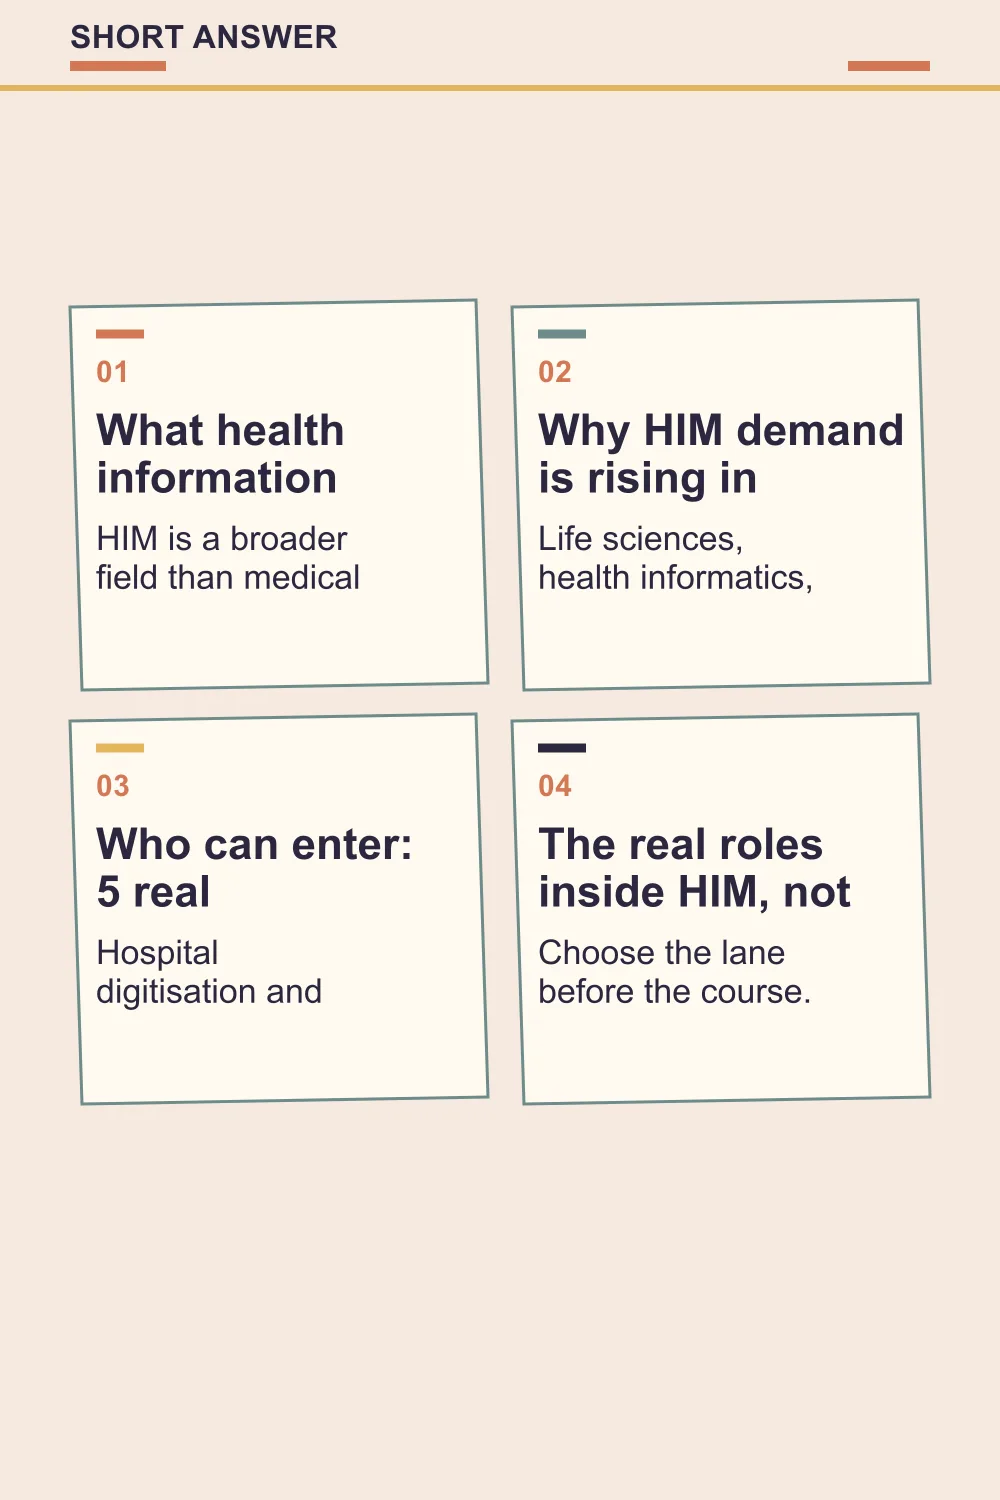 SHORT ANSWER
01
What health
information
HIM is a broader
field than medical
02
Why HIM demand
is rising in
Life sciences,
health informatics,
03
Who can enter:
5 real
Hospital
digitisation and
04
The real roles
inside HIM, not
Choose the lane
before the course.